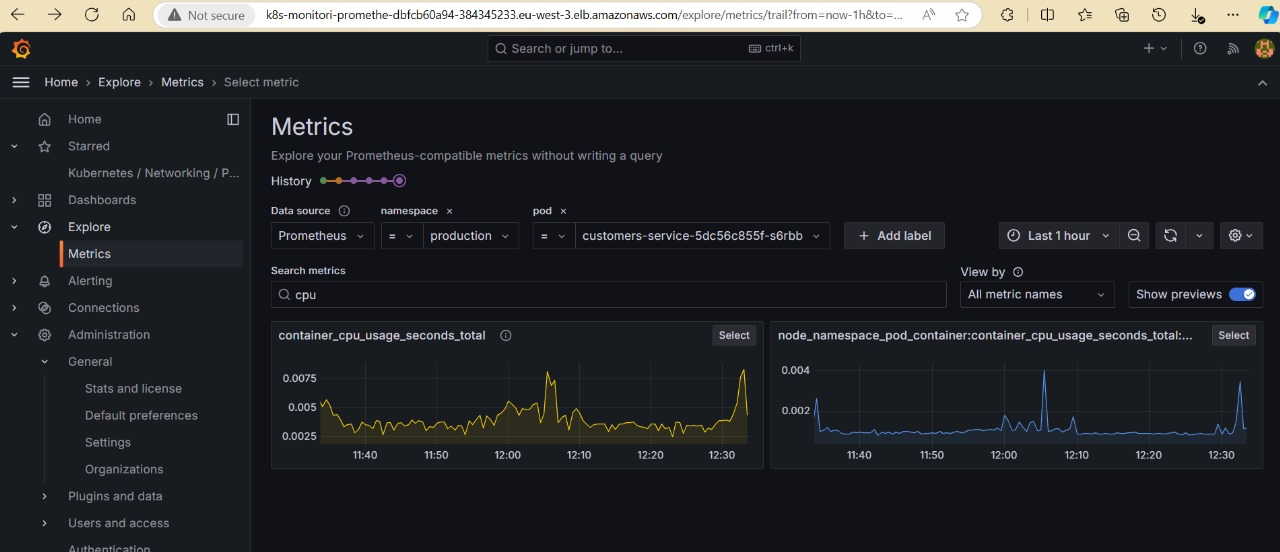 Not secure
k8s-monitori-promethe-dbfcb60a94-384345233.eu-west-3.elb.amazonaws.com/explore/metrics/trail?from=now-1h&to=...
Search or jump to...
ctrl+k
Home > Explore > Metrics > Select metric
Home
Starred
Kubernetes / Networking / P...
Dashboards
Explore
Metrics
Alerting
Connections
Administration
General
Stats and license
Default preferences
Settings
Organizations
Plugins and data
Users and access
Authentication
Metrics
Explore your Prometheus-compatible metrics without writing a query
History
Data source
namespace ×
pod ×
Prometheus
=
production
=
customers-service-5dc56c855f-s6rbb
+ Add label
Last 1 hour
Search metrics
View by
cpu
All metric names
Show previews
container_cpu_usage_seconds_total
Select
0.0075
0.005
0.0025
11:40 11:50 12:00 12:10 12:20 12:30
node_namespace_pod_container:container_cpu_usage_seconds_total:...
Select
0.004
0.002
11:40 11:50 12:00 12:10 12:20 12:30